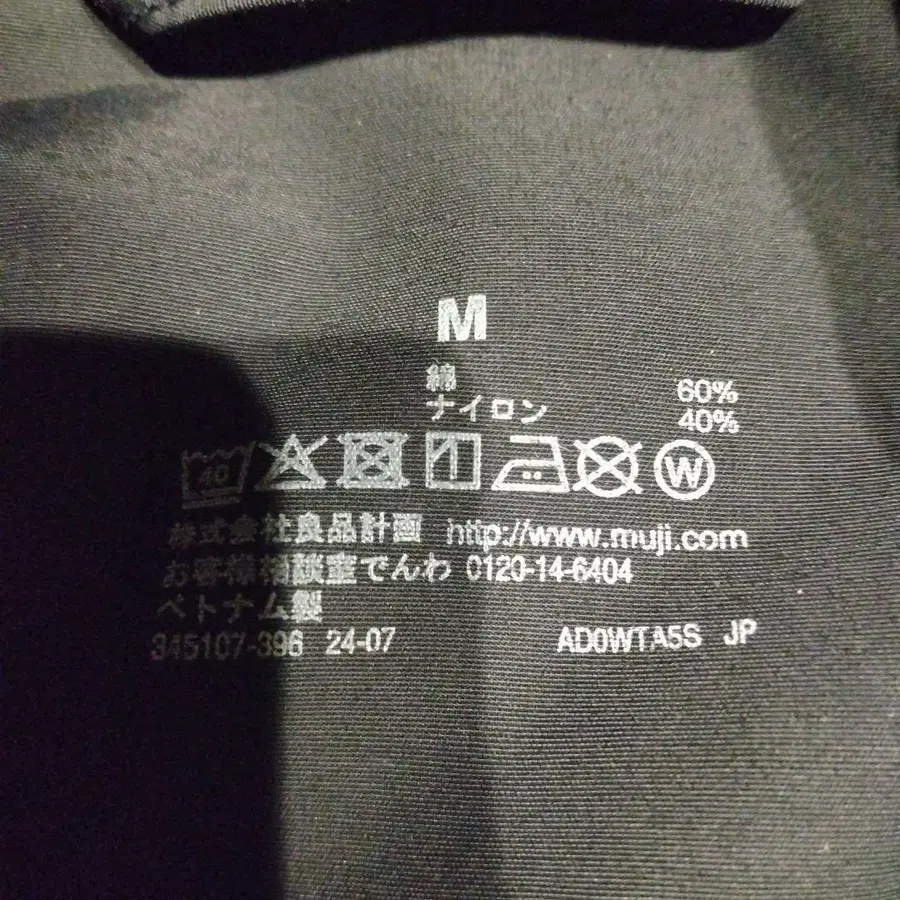 M
綿 60%
ナイロン 40%
40 W
株式会社良品計画 http://www.muji.com
お客様相談室でんわ 0120-14-6404
ベトナム製
345107-396 24-07 AD0WTA5S JP